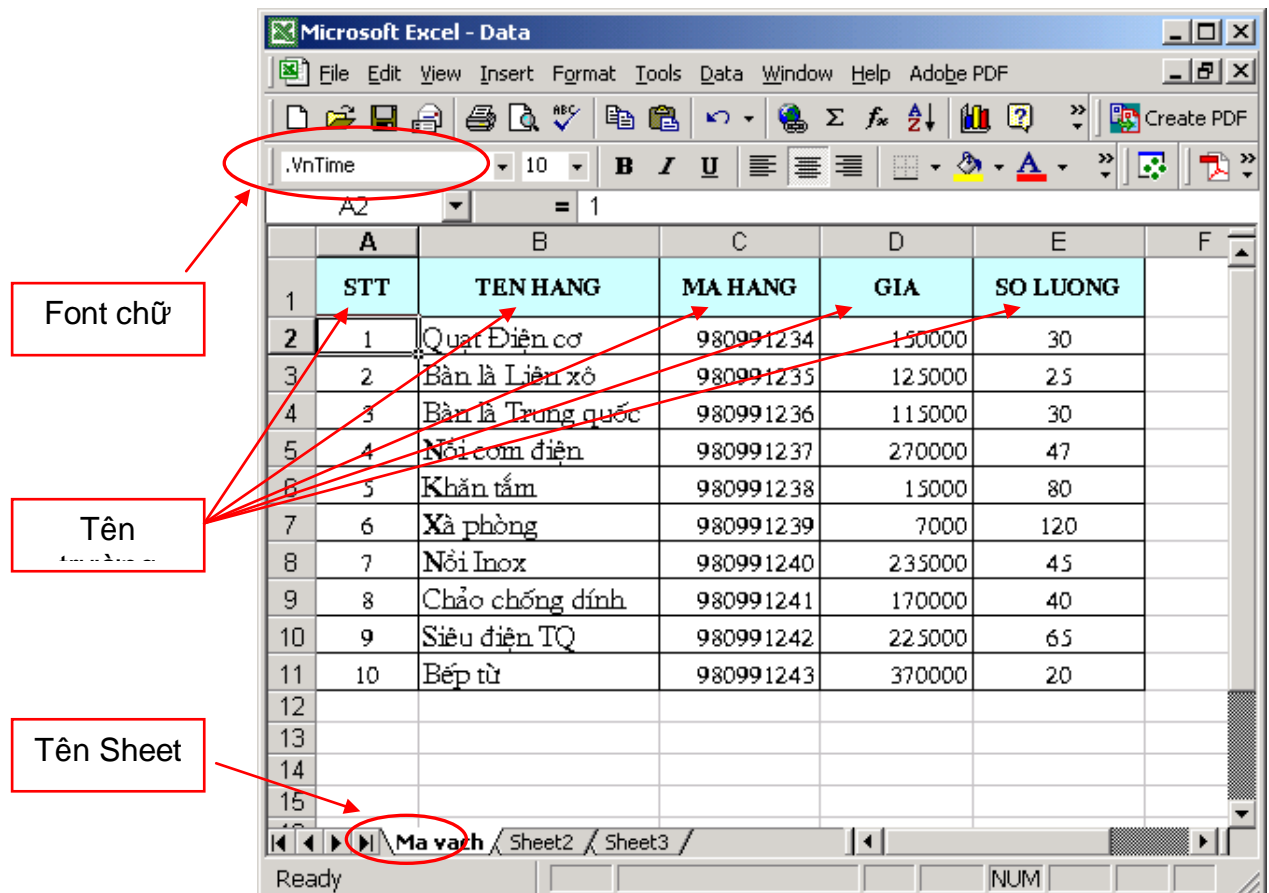 Microsoft Excel - Data
File Edit View Insert Format Tools Data Window Help Adobe PDF
Create PDF
.VnTime 10 B I U
A2 = 1
A B C D E F
1 STT TEN HANG MA HANG GIA SO LUONG
2 1 Quạt Điện cơ 980991234 150000 30
3 2 Bàn là Liên xô 980991235 125000 25
4 3 Bàn là Trung quốc 980991236 115000 30
5 4 Nồi cơm điện 980991237 270000 47
6 5 Khăn tắm 980991238 15000 80
7 6 Xà phòng 980991239 7000 120
8 7 Nồi Inox 980991240 235000 45
9 8 Chảo chống dính 980991241 170000 40
10 9 Siêu điện TQ 980991242 225000 65
11 10 Bếp từ 980991243 370000 20
12
13
14
15
Ma vach Sheet2 Sheet3
Ready NUM
Font chữ
Tên
Tên Sheet